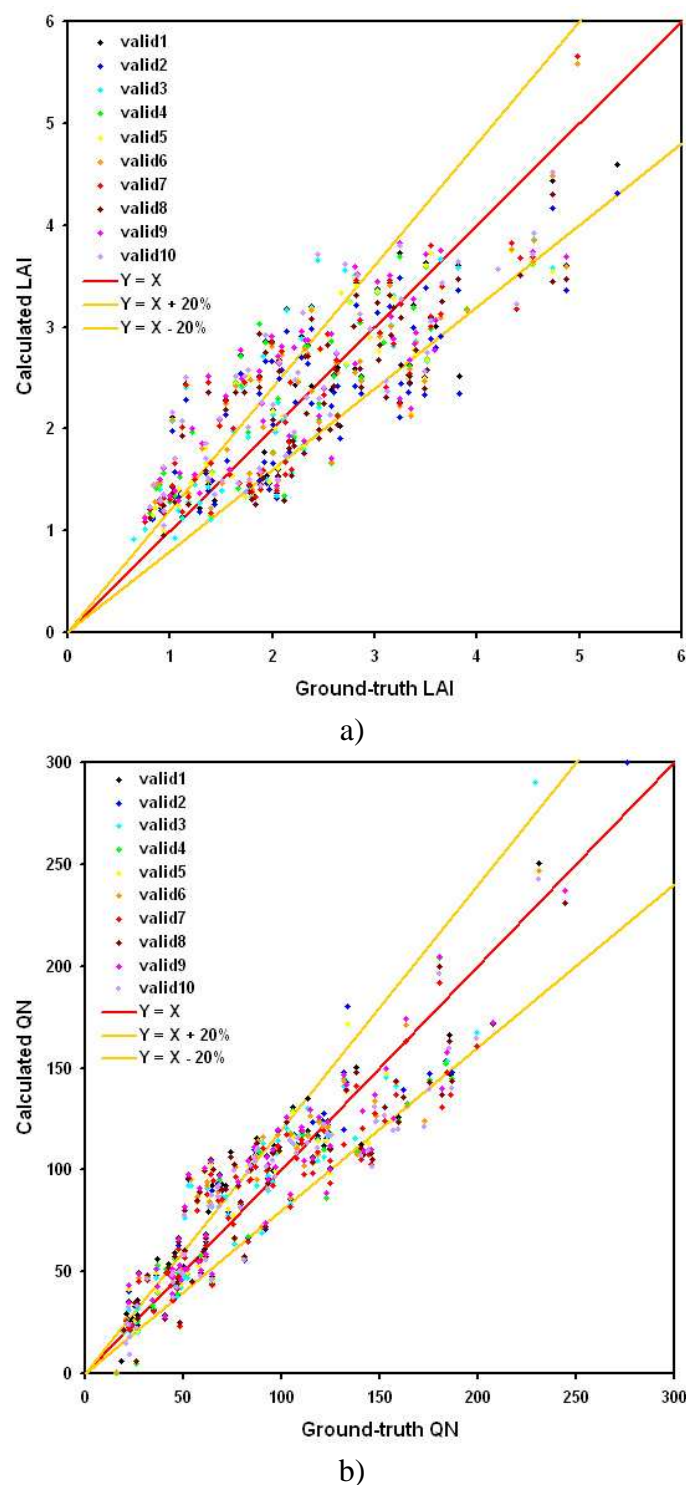 6
valid1
valid2
valid3
5
valid4
valid5
valid6
valid7
4
valid8
valid9
valid10
Y = X
3
Y = X + 20%
Y = X - 20%
Calculated LAI
2
1
0
0 1 2 3 4 5 6
Ground-truth LAI
a)
300
valid1
valid2
valid3
250
valid4
valid5
valid6
valid7
200
valid8
valid9
valid10
Y = X
Y = X + 20%
150
Y = X - 20%
Calculated QN
100
50
0
0 50 100 150 200 250 300
Ground-truth QN
b)